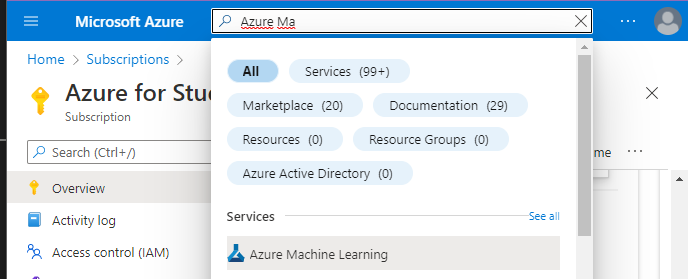 Microsoft Azure
Azure Ma
...
Home > Subscriptions >
Azure for Stu
Subscription
Search (Ctrl+/)
Overview
Activity log
Access control (IAM)
All
Services (99+)
Marketplace (20)
Documentation (29)
Resources (0)
Resource Groups (0)
Azure Active Directory (0)
Services
See all
Azure Machine Learning
me
...